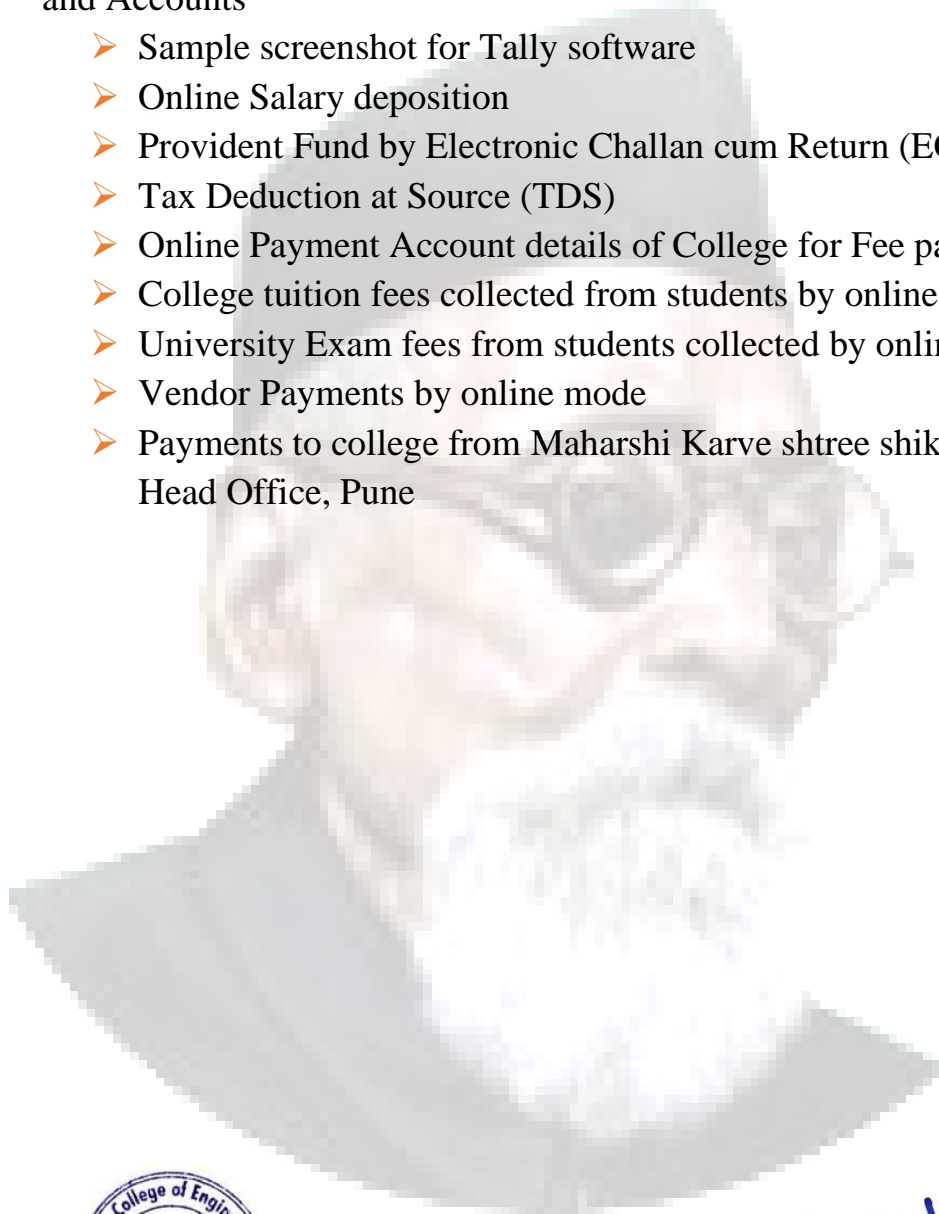 and Accounts
➢ Sample screenshot for Tally software
➢ Online Salary deposition
➢ Provident Fund by Electronic Challan cum Return
➢ Tax Deduction at Source (TDS)
➢ Online Payment Account details of College for Fee
➢ College tuition fees collected from students by online
➢ University Exam fees from students collected by
➢ Vendor Payments by online mode
➢ Payments to college from Maharshi Karve shtree
Head Office, Pune
College of